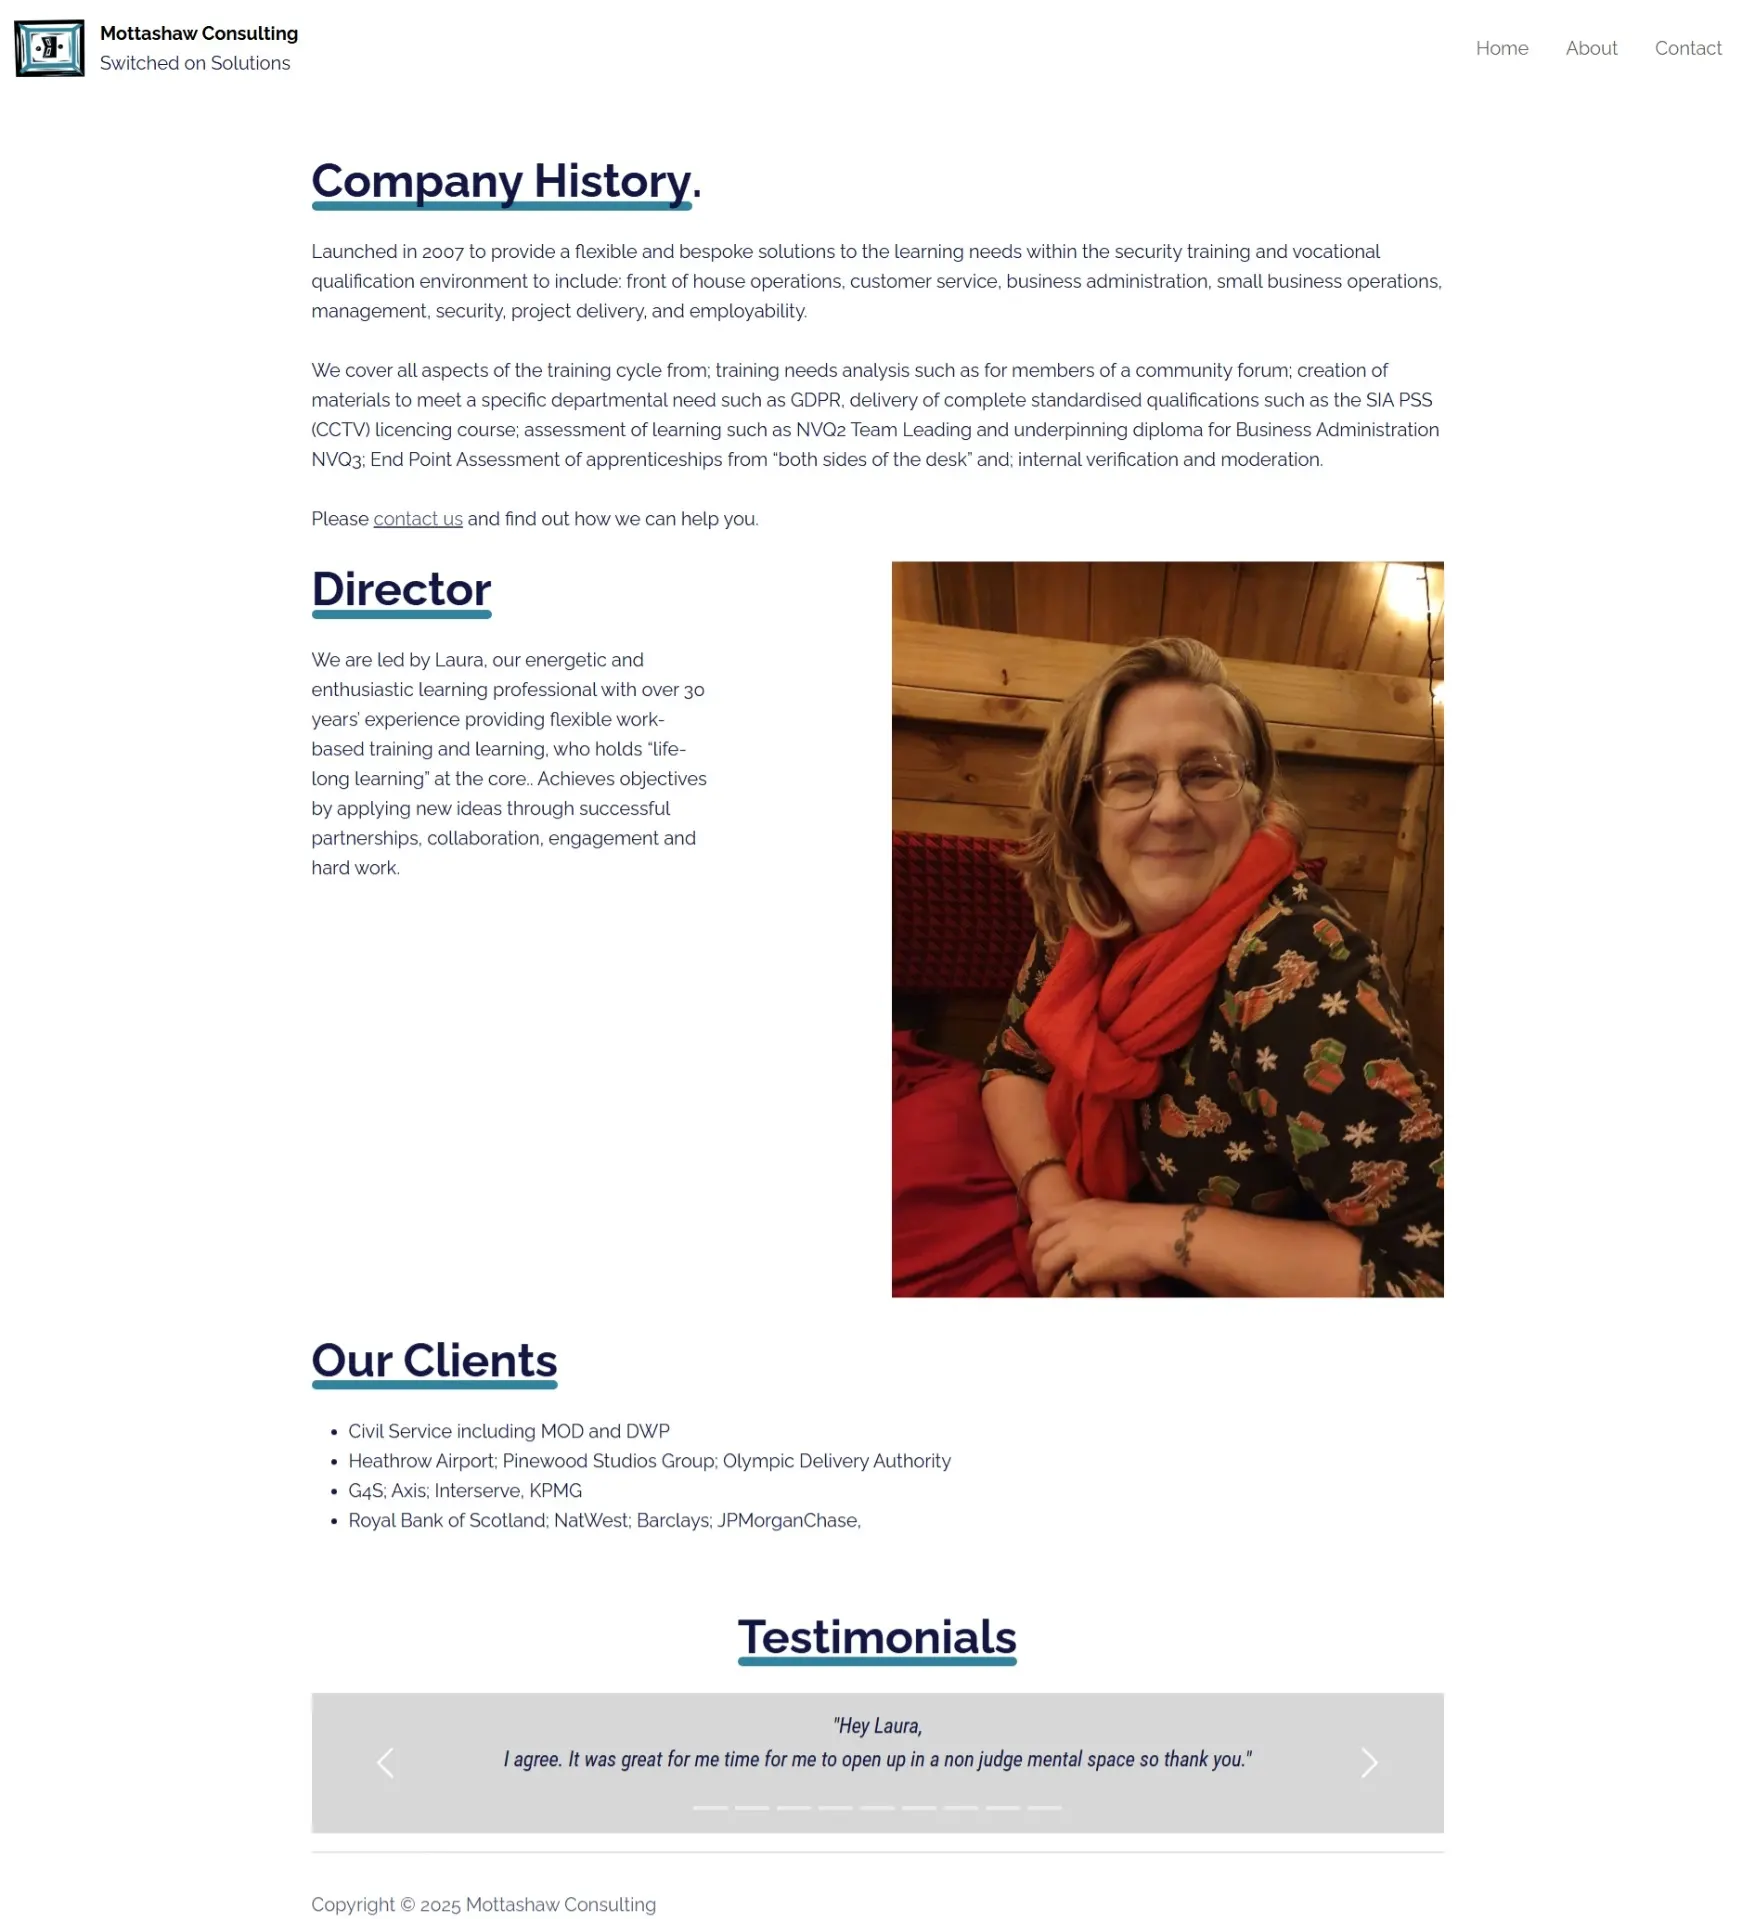 Mottashaw Consulting
Switched on Solutions
Home
About
Contact
Company History.
Launched in 2007 to provide a flexible and bespoke solutions to the learning needs within the security training and vocational
qualification environment to include: front of house operations, customer service, business administration, small business operations,
management, security, project delivery, and employability.
We cover all aspects of the training cycle from; training needs analysis such as for members of a community forum; creation of
materials to meet a specific departmental need such as GDPR, delivery of complete standardised qualifications such as the SIA PSS
(CCTV) licencing course; assessment of learning such as NVQ2 Team Leading and underpinning diploma for Business Administration
NVQ3; End Point Assessment of apprenticeships from “both sides of the desk” and; internal verification and moderation.
Please contact us and find out how we can help you.
Director
We are led by Laura, our energetic and
enthusiastic learning professional with over 30
years’ experience providing flexible work-
based training and learning, who holds “life-
long learning” at the core.. Achieves objectives
by applying new ideas through successful
partnerships, collaboration, engagement and
hard work.
Our Clients
• Civil Service including MOD and DWP
• Heathrow Airport; Pinewood Studios Group; Olympic Delivery Authority
• G4S; Axis; Interserve, KPMG
• Royal Bank of Scotland; NatWest; Barclays; JPMorganChase,
Testimonials
"Hey Laura,
I agree. It was great for me time for me to open up in a non judge mental space so thank you."
Copyright © 2025 Mottashaw Consulting